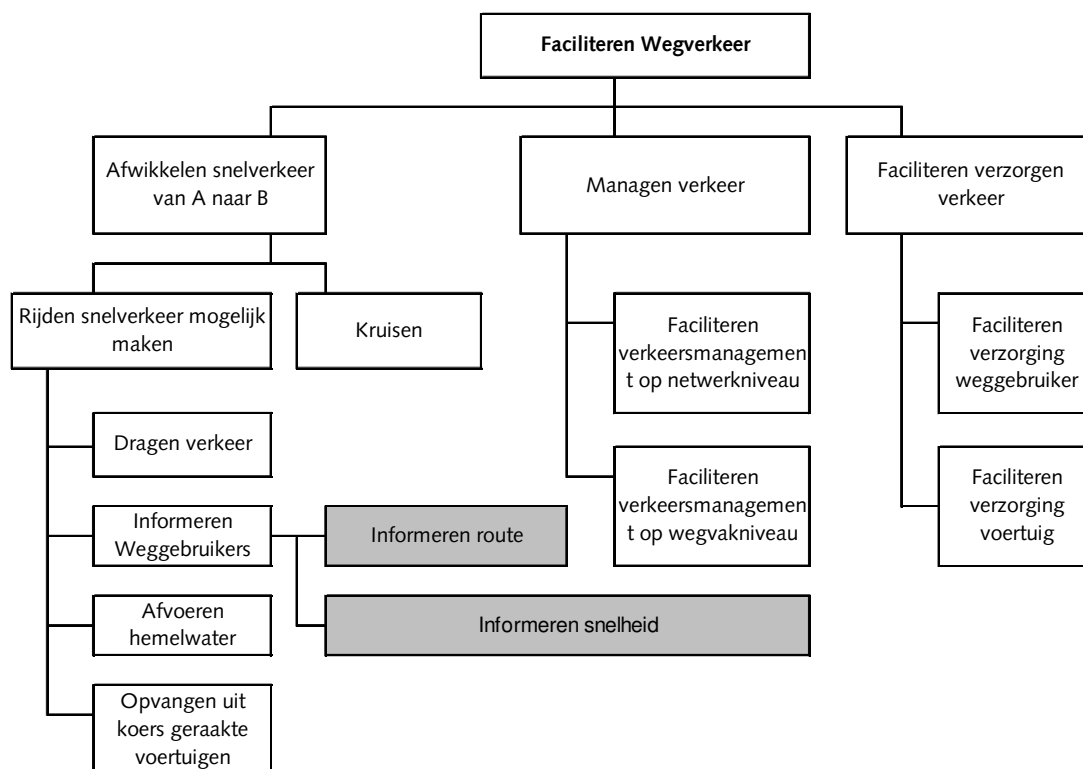 Faciliteren Wegverkeer
Afwikkelen snelverkeer
van A naar B
Managen verkeer
Faciliteren verzorgen
verkeer
Rijden snelverkeer mogelijk
maken
Kruisen
Faciliteren
verkeersmanagemen
t op netwerkniveau
Faciliteren
verzorging
weggebruiker
Dragen verkeer
Informeren
Weggebruikers
Informeren route
Faciliteren
verkeersmanagemen
t op wegvakniveau
Faciliteren
verzorging
voertuig
Afvoeren
hemelwater
Informeren snelheid
Opvangen uit
koers geraakte
voertuigen